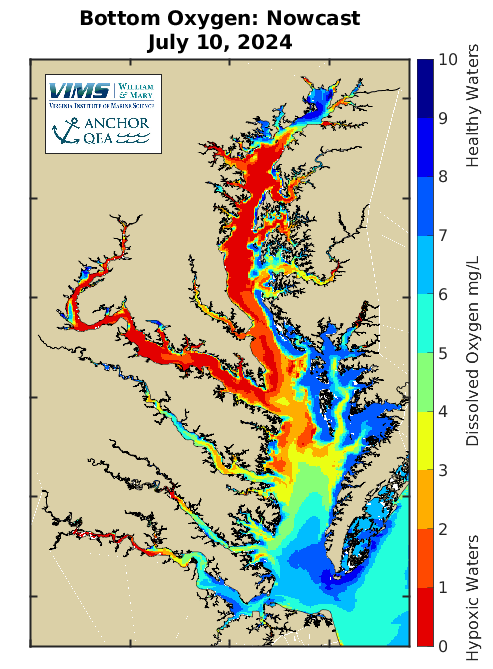 Bottom Oxygen: Nowcast
July 10, 2024
VIMS | WILLIAM & MARY
VIRGINIA INSTITUTE OF MARINE SCIENCE
ANCHOR
QEA
10
9
8
7
6
5
4
3
2
1
0
Healthy Waters
Dissolved Oxygen mg/L
Hypoxic Waters